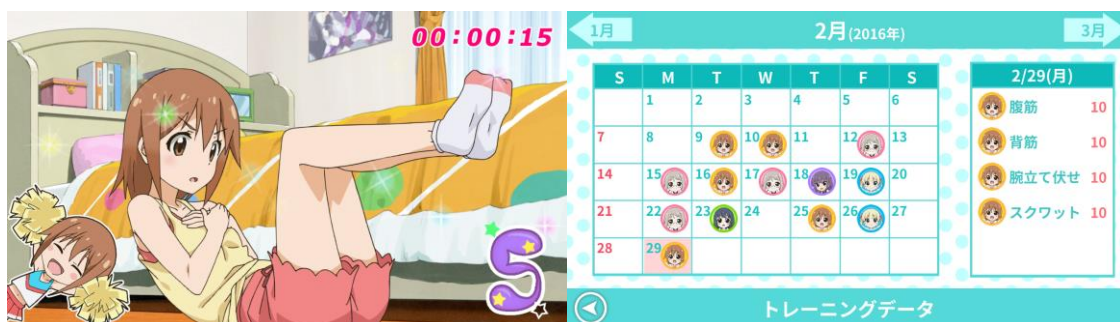 00:00:15
5
1月
2月(2016年)
3月
S M T W T F S
1 2 3 4 5 6
7 8 9 10 11 12 13
14 15 16 17 18 19 20
21 22 23 24 25 26 27
28 29
2/29(月)
腹筋 10
背筋 10
腕立て伏せ 10
スクワット 10
トレーニングデータ